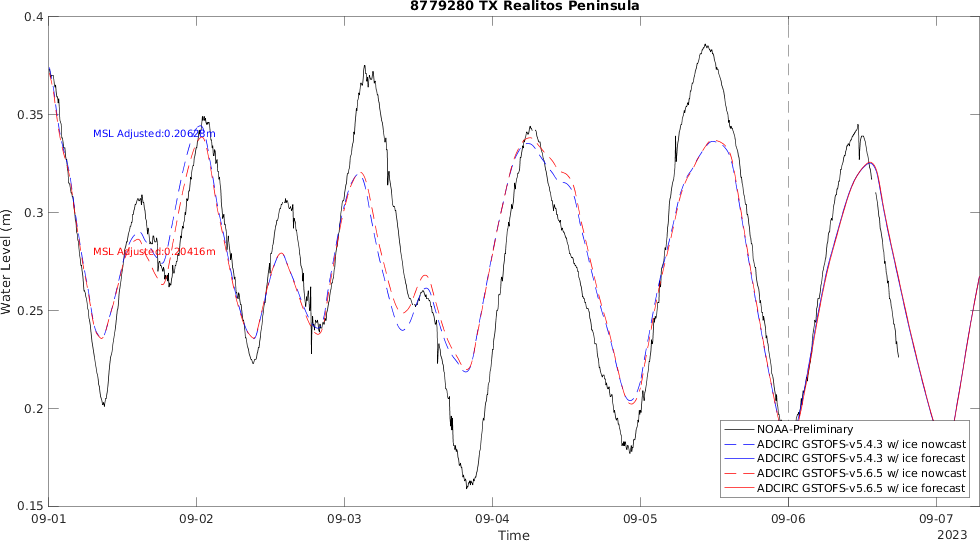 8779280 TX Realitos Peninsula
0.4
0.35
0.3
0.25
0.2
0.15
Water Level (m)
MSL Adjusted:0.20628m
MSL Adjusted:0.20416m
NOAA-Preliminary
ADCIRC GSTOFS-v5.4.3 w/ ice nowcast
ADCIRC GSTOFS-v5.4.3 w/ ice forecast
ADCIRC GSTOFS-v5.6.5 w/ ice nowcast
ADCIRC GSTOFS-v5.6.5 w/ ice forecast
09-01
09-02
09-03
09-04
09-05
09-06
09-07
Time
2023